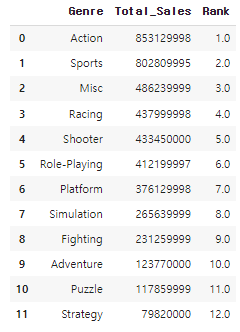 Genre Total_Sales Rank
0 Action 853129998 1.0
1 Sports 802809995 2.0
2 Misc 486239999 3.0
3 Racing 437999998 4.0
4 Shooter 433450000 5.0
5 Role-Playing 412199997 6.0
6 Platform 376129998 7.0
7 Simulation 265639999 8.0
8 Fighting 231259999 9.0
9 Adventure 123770000 10.0
10 Puzzle 117859999 11.0
11 Strategy 79820000 12.0